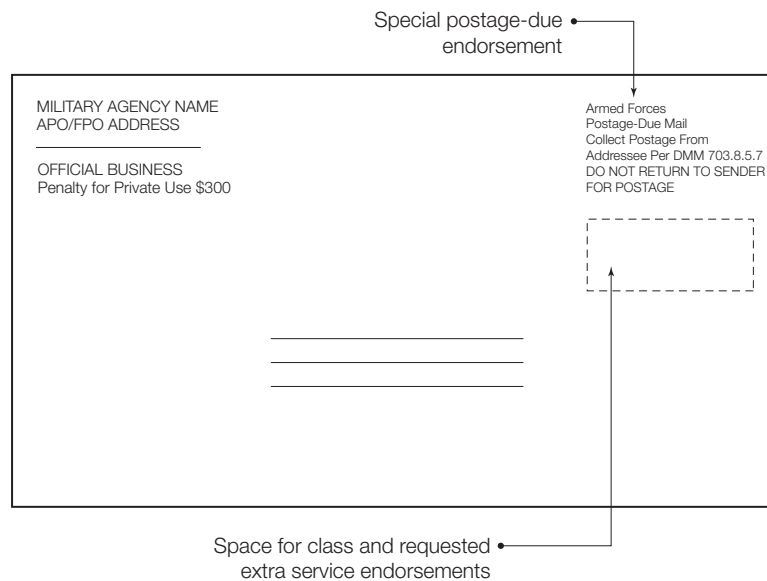 Special postage-due
endorsement
MILITARY AGENCY NAME
APO/FPO ADDRESS
OFFICIAL BUSINESS
Penalty for Private Use $300
Armed Forces
Postage-Due Mail
Collect Postage From
Addressee Per DMM 703.8.5.7
DO NOT RETURN TO SENDER
FOR POSTAGE
Space for class and requested
extra service endorsements